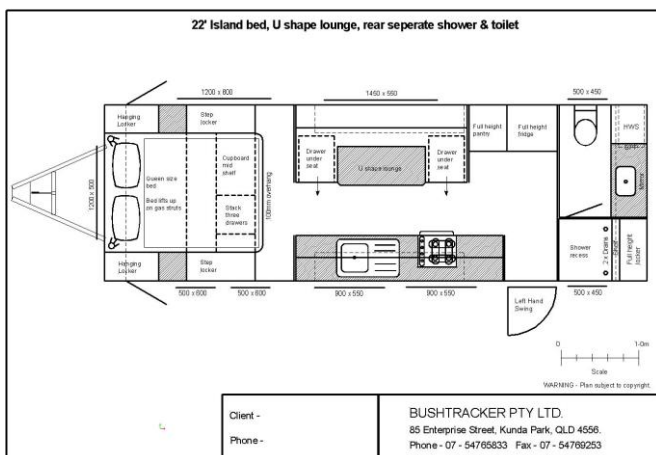 22' Island bed, U shape lounge, rear seperate shower & toilet
1200 x 800
1450 x 550
500 x 450
Hanging
Locker
Step
locker
Full height
pantry
Full height
fridge
HWS
Drawer
under
seat
U shape lounge
Drawer
under
seat
Queen size
bed
Bed lifts up
on gas struts
Cupboard
mid
shelf
Stack
three
drawers
100mm overhang
1200 x 500
Shower
recess
2 x Drains
Shelf
Full height
locker
Hanging
Locker
Step
locker
500 x 600
500 x 600
900 x 550
900 x 550
500 x 450
Left Hand
Swing
0
1-0m
Scale
WARNING - Plan subject to copyright.
Client -
Phone -
BUSHTRACKER PTY LTD.
85 Enterprise Street, Kunda Park, QLD 4556.
Phone - 07 - 54765833 Fax - 07 - 54769253